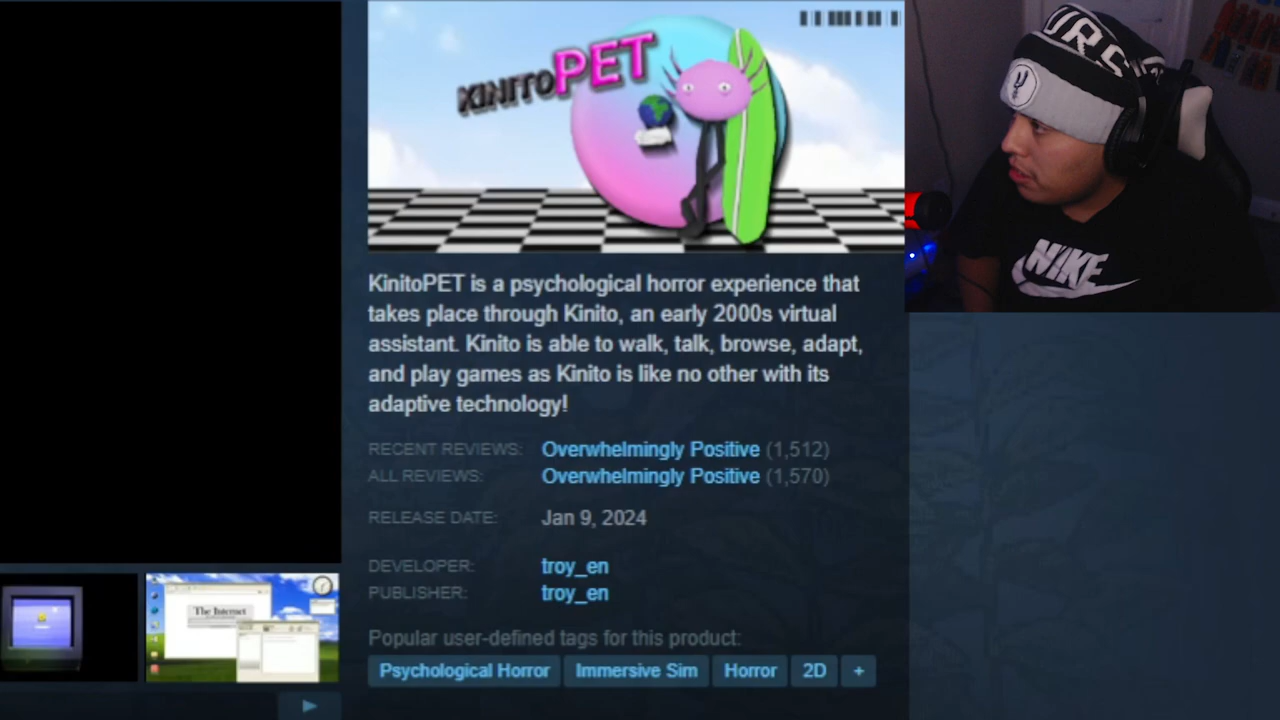 KINITOPET
KinitoPET is a psychological horror experience that
takes place through Kinito, an early 2000s virtual
assistant. Kinito is able to walk, talk, browse, adapt,
and play games as Kinito is like no other with its
adaptive technology!
RECENT REVIEWS: Overwhelmingly Positive (1,512)
ALL REVIEWS: Overwhelmingly Positive (1,570)
RELEASE DATE: Jan 9, 2024
DEVELOPER: troy_en
PUBLISHER: troy_en
Popular user-defined tags for this product:
Psychological Horror Immersive Sim Horror 2D +
The Internet
URS
NIKE